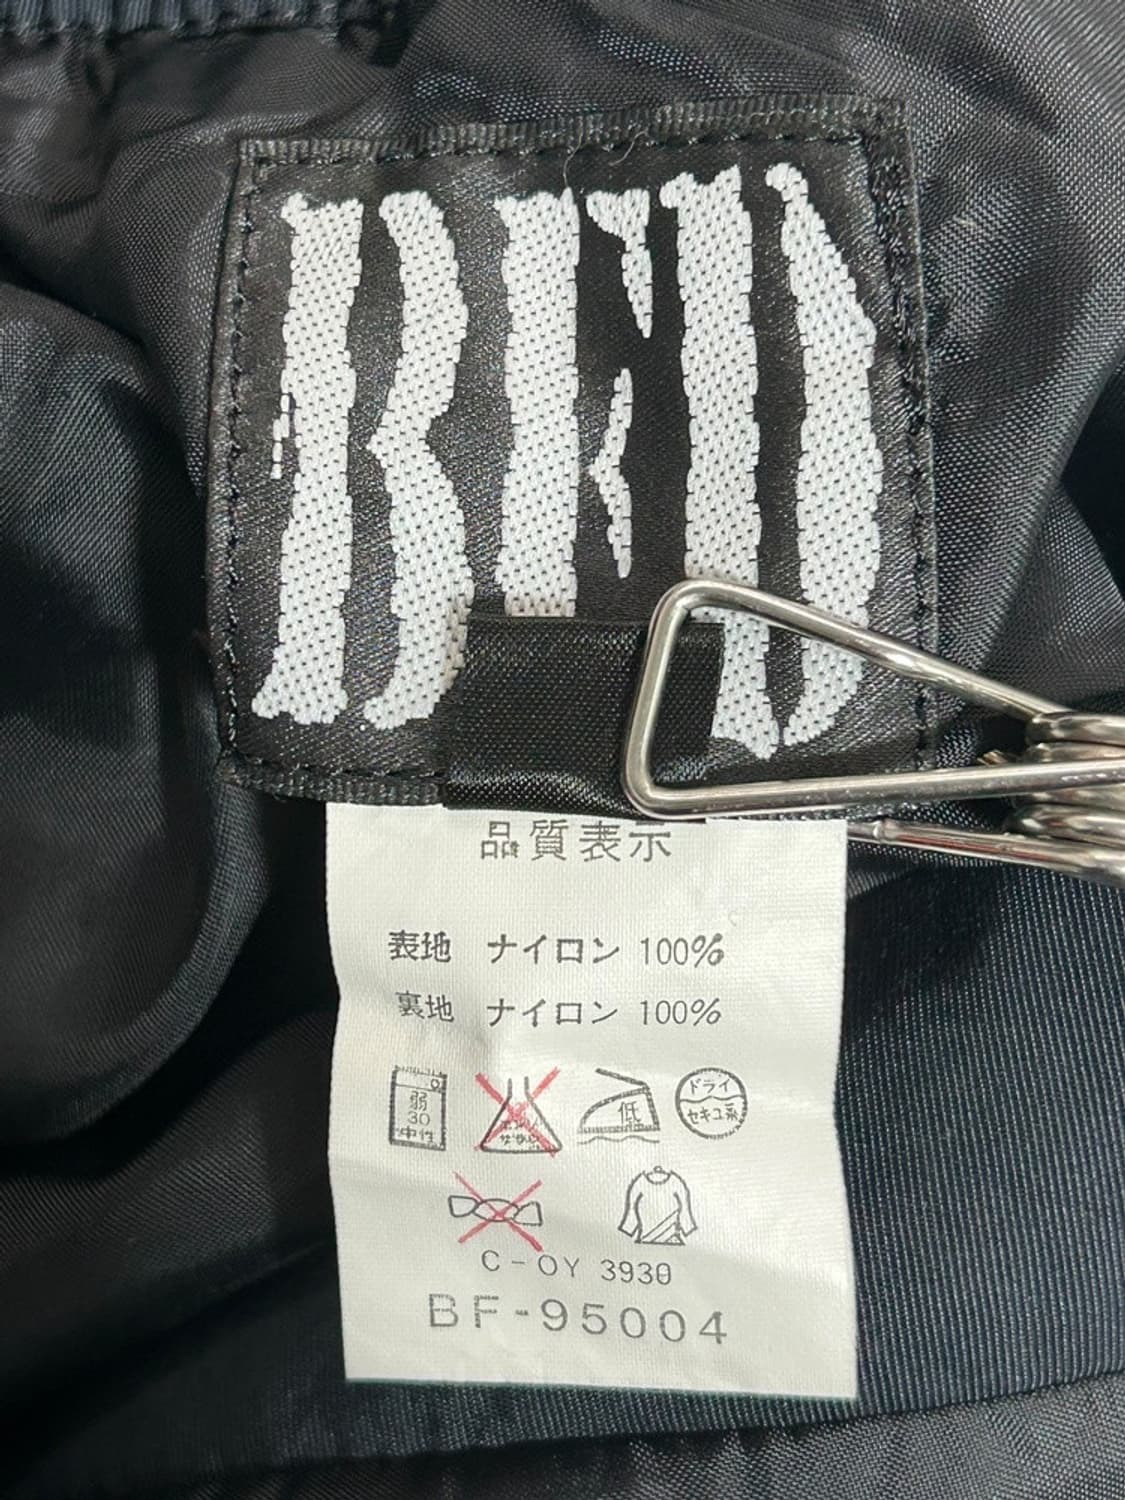 BFD
品質表示
表地 ナイロン 100%
裏地 ナイロン 100%
弱 30 中性
低
ドライ セキユ系
C-OY 3930
BF-95004